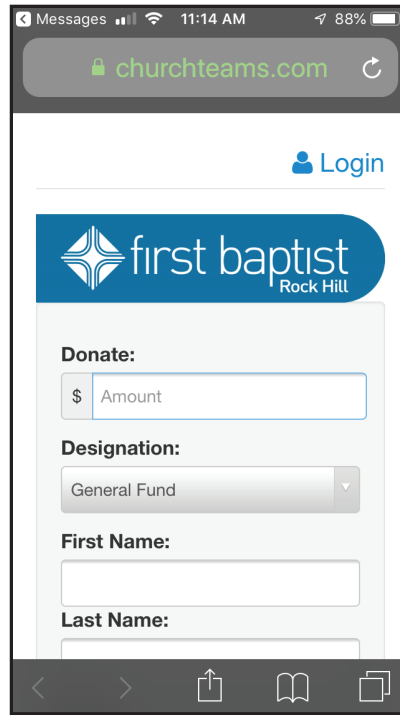 Messages 11:14 AM 88%
churchteams.com
Login
first baptist
Rock Hill
Donate:
$ Amount
Designation:
General Fund
First Name:
Last Name: